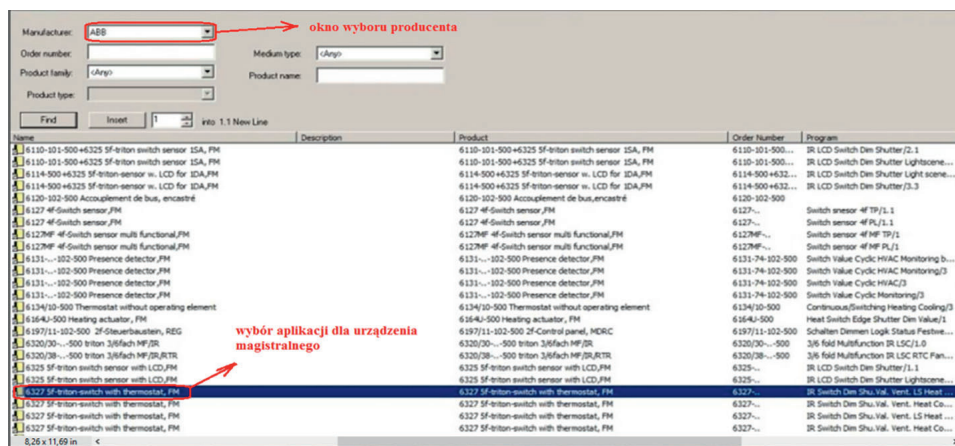 Manufacturer: ABB okno wyboru producenta
Order number: Medium type: <Any>
Product family: <Any> Product name:
Product type:
Find Insert 1 into 1.1 New Line
Name Description Product Order Number Program
6110-101-500+6325 5f-triton switch sensor 1SA, FM 6110-101-500+6325 5f-triton switch sensor 1SA, FM 6110-101-500... IR LCD Switch Dim Shutter/2.1
6110-101-500+6325 5f-triton switch sensor 1SA, FM 6110-101-500+6325 5f-triton switch sensor 1SA, FM 6110-101-500... IR LCD Switch Dim Shutter Lightscene...
6114-500+6325 5f-triton-sensor w. LCD for 1DA,FM 6114-500+6325 5f-triton-sensor w. LCD for 1DA,FM 6114-500+632... IR LCD Switch Dim Shutter Light scene...
6114-500+6325 5f-triton-sensor w. LCD for 1DA,FM 6114-500+6325 5f-triton-sensor w. LCD for 1DA,FM 6114-500+632... IR LCD Switch Dim Shutter/3.3
6120-102-500 Accouplement de bus,encastré 6120-102-500 Accouplement de bus,encastré 6120-102-500
6127 4f-Switch sensor,FM 6127 4f-Switch sensor,FM 6127-... Switch snesor 4f TP/1.1
6127 4f-Switch sensor,FM 6127 4f-Switch sensor,FM 6127-... Switch sensor 4f PL/1.1
6127MF 4f-Switch sensor multi functional,FM 6127MF 4f-Switch sensor multi functional,FM 6127MF-... Switch sensor 4f MF TP/1
6127MF 4f-Switch sensor multi functional,FM 6127MF 4f-Switch sensor multi functional,FM 6127MF-... Switch sensor 4f MF PL/1
6131-...-102-500 Presence detector,FM 6131-...-102-500 Presence detector,FM 6131-74-102-500 Switch Value Cyclic HVAC Monitoring b...
6131-...-102-500 Presence detector,FM 6131-...-102-500 Presence detector,FM 6131-74-102-500 Switch Value Cyclic HVAC Monitoring/3
6131-...-102-500 Presence detector,FM 6131-...-102-500 Presence detector,FM 6131-74-102-500 Switch Value Cyclic HVAC/3
6131-...-102-500 Presence detector,FM 6131-...-102-500 Presence detector,FM 6131-74-102-500 Switch Value Cyclic Monitoring/3
6134/10-500 Thermostat without operating element 6134/10-500 Thermostat without operating element 6134/10-500 Continuous/Switching Heating Cooling/3
6164U-500 Heating actuator, FM 6164U-500 Heating actuator, FM 6164U-500 Heat Switch Edge Shutter Dim Value/1
6197/11-102-500 2f-Steuerbaustein, REG 6197/11-102-500 2f-Control panel, MDRC 6197/11-102-500 Schalten Dimmen Logik Status Festwe...
6320/30-...-500 triton 3/6fach MF/IR 6320/30-...-500 triton 3/6fach MF/IR 6320/30-...-500 3/6 fold Multifunction IR LSC/1.0
6320/38-...-500 triton 3/6fach MF/IR/RTR 6320/38-...-500 triton 3/6fach MF/IR/RTR 6320/38-...-500 3/6 fold Multifunction IR LSC RTC Fan...
wybór aplikacji dla urządzenia
magistralnego
6325 5f-triton switch sensor with LCD,FM 6325 5f-triton switch sensor with LCD,FM 6325-... IR LCD Switch Dim Shutter/1.1
6325 5f-triton switch sensor with LCD,FM 6325 5f-triton switch sensor with LCD,FM 6325-... IR LCD Switch Dim Shutter Lightscene...
6327 5f-triton-switch with thermostat, FM 6327 5f-triton-switch with thermostat, FM 6327-... IR Switch Dim Shu.Val. Vent. LS Heat ...
6327 5f-triton-switch with thermostat, FM 6327 5f-triton-switch with thermostat, FM 6327-... IR Switch Dim Shu.Val. Vent. Heat Co...
6327 5f-triton-switch with thermostat, FM 6327 5f-triton-switch with thermostat, FM 6327-... IR Switch Dim Shu.Val. Vent. LS Heat ...
6327 5f-triton-switch with thermostat, FM 6327 5f-triton-switch with thermostat, FM 6327-... IR Switch Dim Shu.Val. Vent. Heat Co...
8,26 x 11,69 in